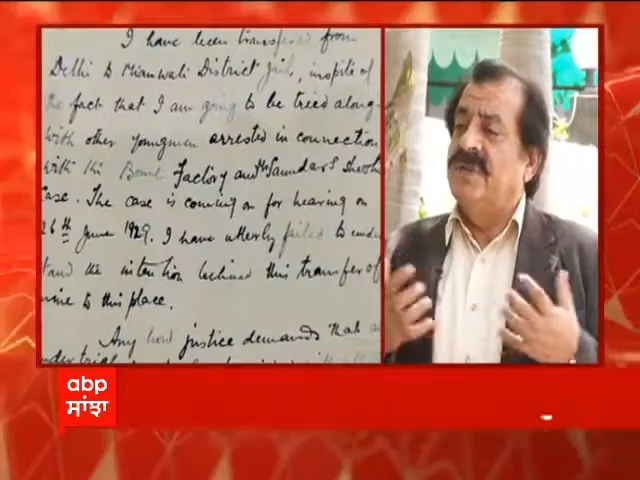 I have been transferred from
Delhi to Mianwali District Jail, inspite of
the fact that I am going to be tried along-
with other youngmen arrested in connection
with the Bomb Factory and Mr Saunders Shooting
Case. The case is coming on for hearing on
26th June 1929. I have utterly failed to under
stand the intention behind this transfer of
mine to this place.
Any how justice demands that a
under trial
abp
ਸਾਂਝਾ